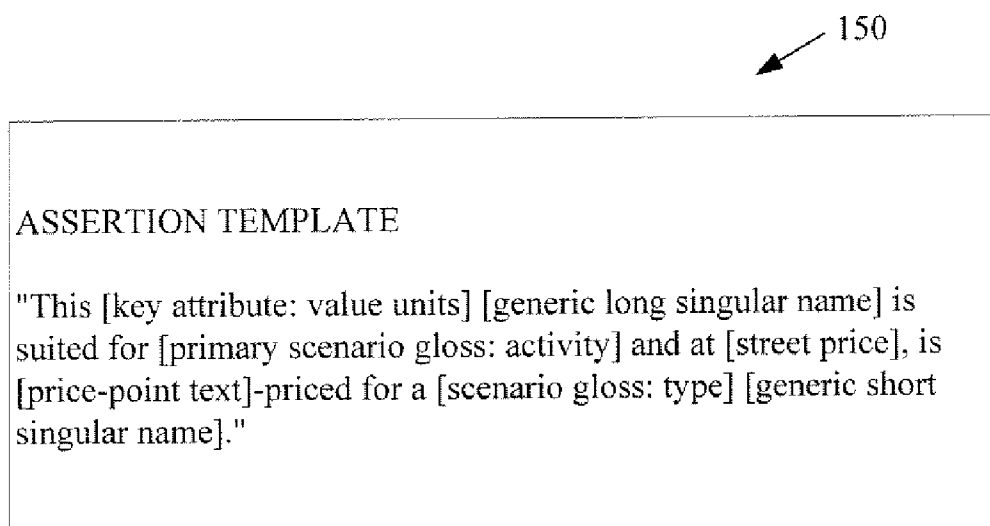 150
ASSERTION TEMPLATE
"This [key attribute: value units] [generic long singular name] is
suited for [primary scenario gloss: activity] and at [street price], is
[price-point text]-priced for a [scenario gloss: type] [generic short
singular name]."